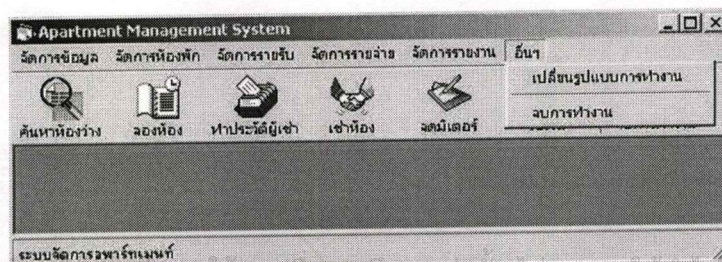 Apartment Management System
จัดการข้อมูล จัดการห้องพัก จัดการรายรับ จัดการรายจ่าย จัดการรายงาน อื่นๆ
เปลี่ยนรูปแบบการทำงาน
จบการทำงาน
ค้นหาห้องว่าง จองห้อง ทำประวัติผู้เช่า เช่าห้อง จดมิเตอร์
ระบบจัดการอพาร์ทเมนท์